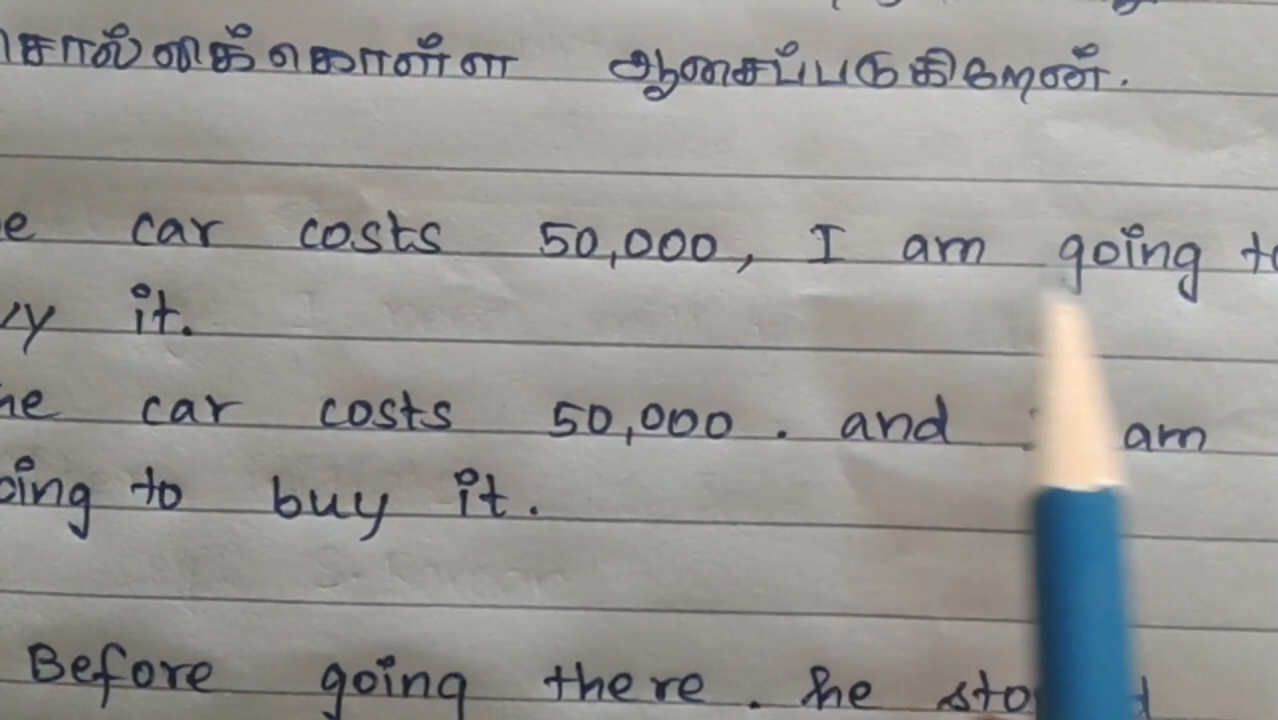 சொல்லிக்கொள்ள ஆசைப்படுகிறேன்.
car costs 50,000, I am going to
it.
car costs 50,000 . and am
to buy it.
Before going there . he